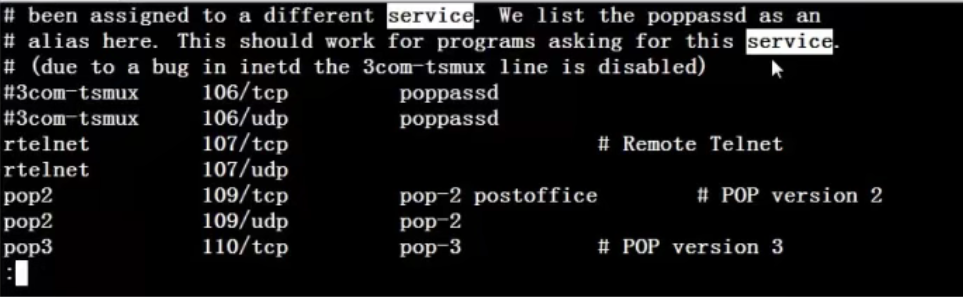 # been assigned to a different service. We list the poppassd as an
# alias here. This should work for programs asking for this service.
# (due to a bug in inetd the 3com-tsmux line is disabled)
#3com-tsmux 106/tcp poppassd
#3com-tsmux 106/udp poppassd
rtelnet 107/tcp # Remote Telnet
rtelnet 107/udp
pop2 109/tcp pop-2 postoffice # POP version 2
pop2 109/udp pop-2
pop3 110/tcp pop-3 # POP version 3
: